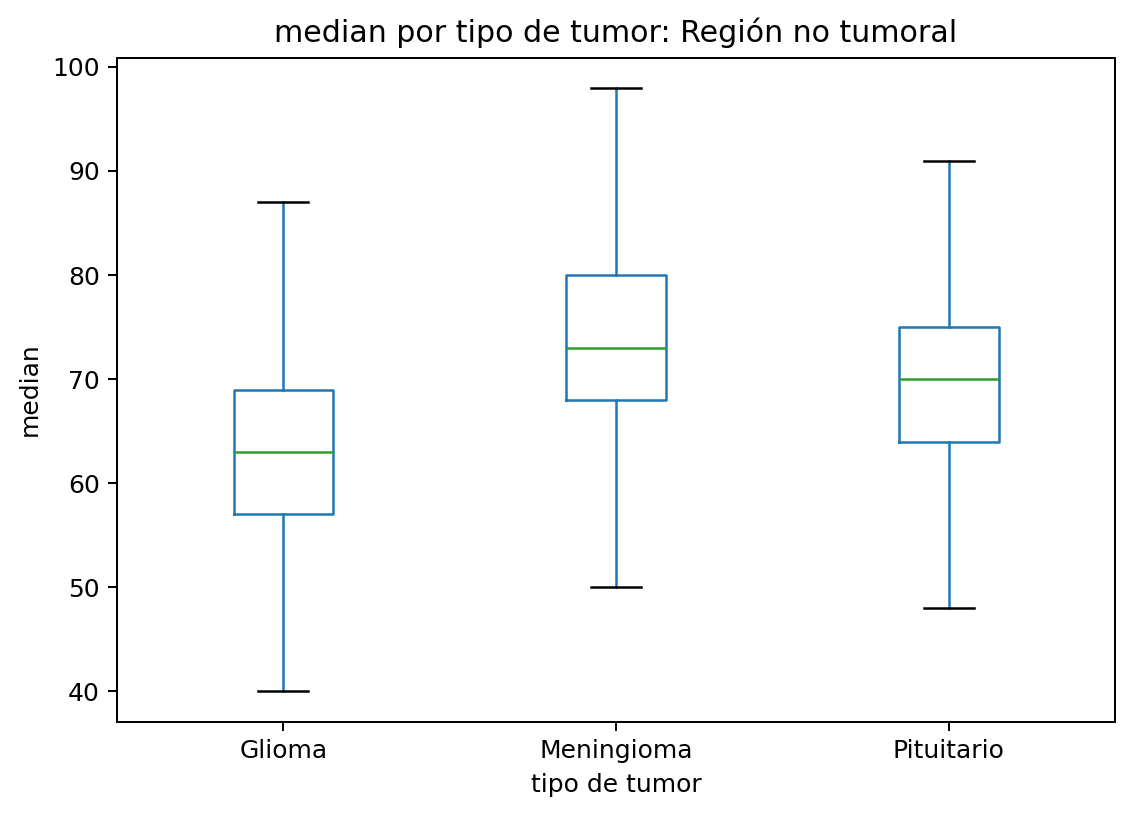 median por tipo de tumor: Región no tumoral
100
90
80
70
60
50
40
median
Glioma
Meningioma
Pituitario
tipo de tumor